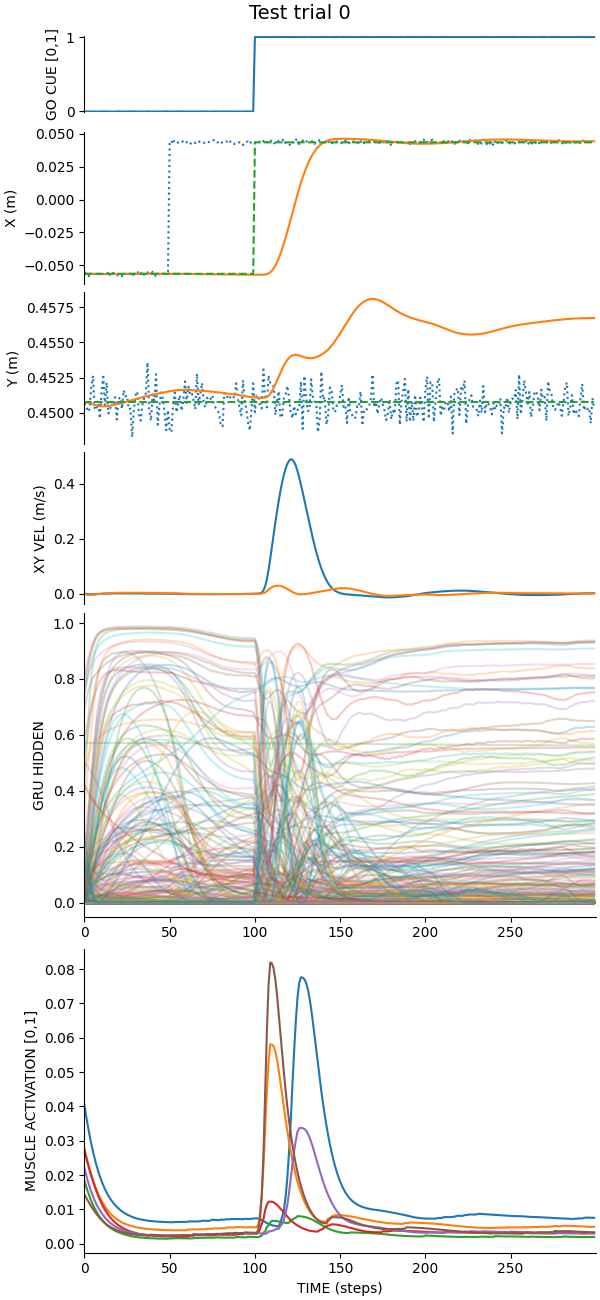 Test trial 0
GO CUE [0,1]
1
0
X (m)
0.050
0.025
0.000
−0.025
−0.050
Y (m)
0.4575
0.4550
0.4525
0.4500
XY VEL (m/s)
0.4
0.2
0.0
GRU HIDDEN
1.0
0.8
0.6
0.4
0.2
0.0
0 50 100 150 200 250
MUSCLE ACTIVATION [0,1]
0.08
0.07
0.06
0.05
0.04
0.03
0.02
0.01
0.00
0 50 100 150 200 250
TIME (steps)